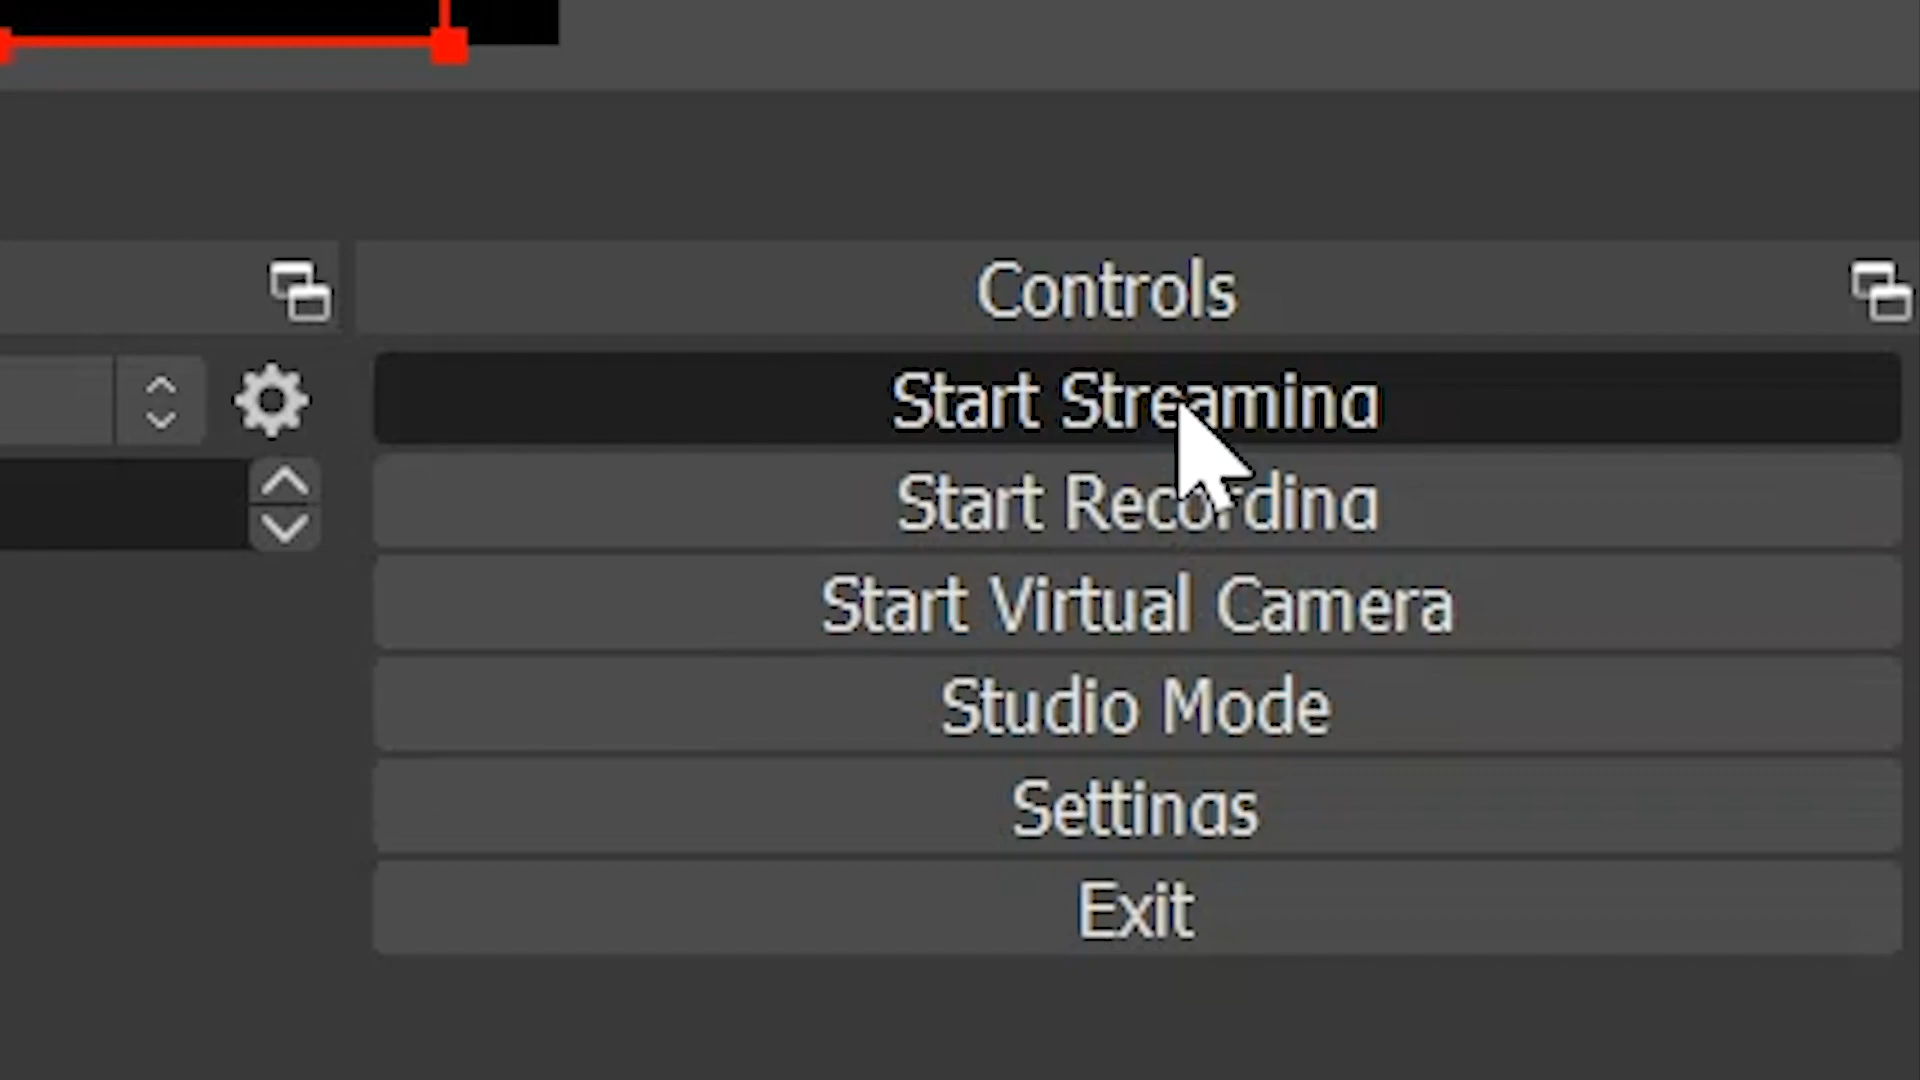 Controls
Start Streaming
Start Recording
Start Virtual Camera
Studio Mode
Settings
Exit